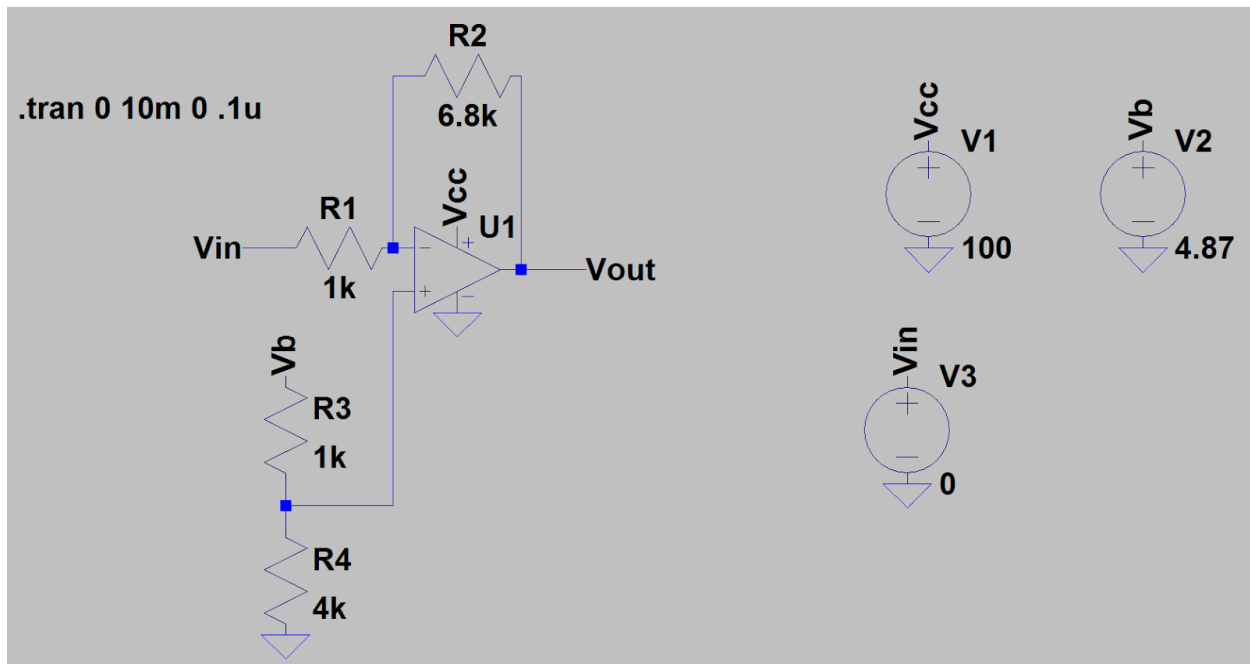 R2
6.8k
.tran 0 10m 0 .1u
Vcc
U1
R1
Vin
1k
Vout
Vb
R3
1k
R4
4k
Vcc
V1
100
Vb
V2
4.87
Vin
V3
0